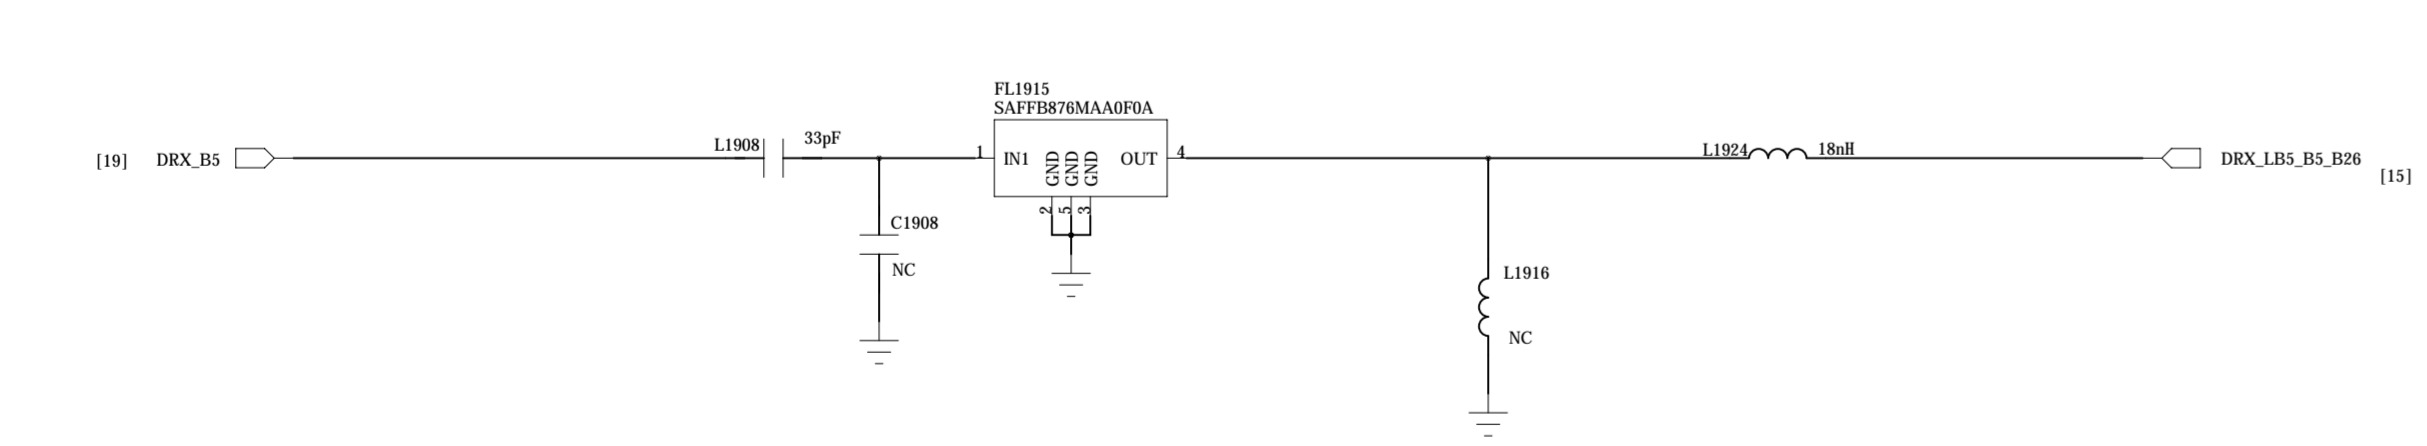 FL1915
SAFFB876MAA0F0A
[19] DRX_B5
L1908 33pF
1 IN1 GND GND GND OUT 4
L1924 18nH
DRX_LB5_B5_B26
[15]
2 5 3
C1908
NC
L1916
NC